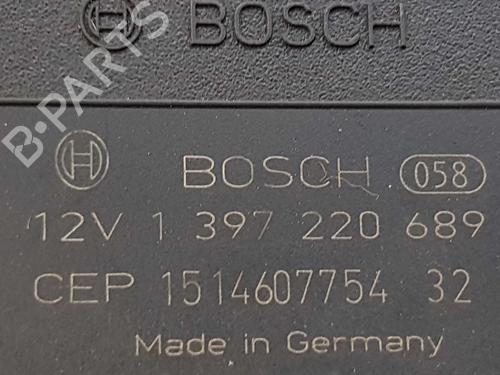 BOSCH
B-PARTS
BOSCH 058
12V 1 397 220 689
CEP 1514607754 32
Made in Germany